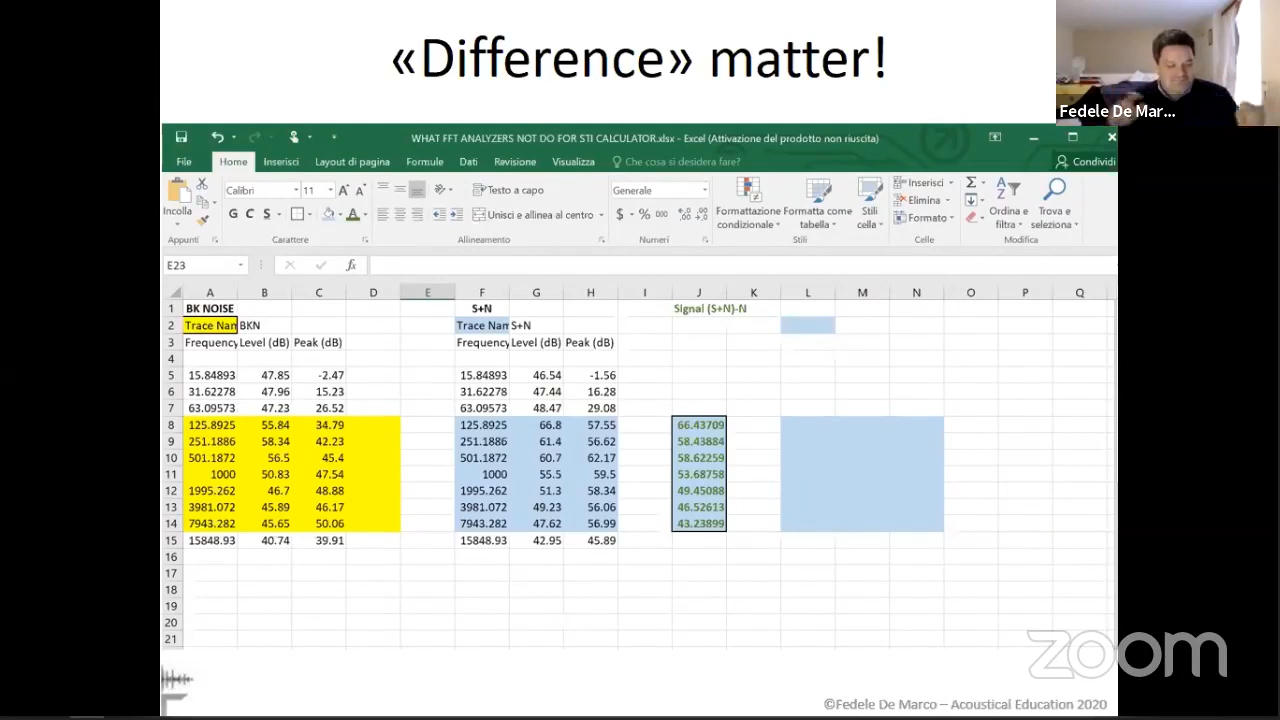 «Difference» matter!
Fedele De Mar...
WHAT FFT ANALYZERS NOT DO FOR STI CALCULATOR.xlsx - Excel (Attivazione del prodotto non riuscita)
File Home Inserisci Layout di pagina Formule Dati Revisione Visualizza Che cosa si desidera fare? Condividi
Incolla
Calibri 11
G C S
Testo a capo
Unisci e allinea al centro
Generale
$ % 000
Formattazione condizionale
Formatta come tabella
Stili cella
Inserisci
Elimina
Formato
Ordina e filtra
Trova e seleziona
Appunti Carattere Allineamento Numeri Stili Celle Modifica
E23 fx
A B C D E F G H I J K L M N O P Q
1 BK NOISE S+N Signal (S+N)-N
2 Trace Nam BKN Trace Nam S+N
3 Frequency Level (dB) Peak (dB) Frequency Level (dB) Peak (dB)
4
5 15.84893 47.85 -2.47 15.84893 46.54 -1.56
6 31.62278 47.96 15.23 31.62278 47.44 16.28
7 63.09573 47.23 26.52 63.09573 48.47 29.08
8 125.8925 55.84 34.79 125.8925 66.8 57.55 66.43709
9 251.1886 58.34 42.23 251.1886 61.4 56.62 58.43884
10 501.1872 56.5 45.4 501.1872 60.7 62.17 58.62259
11 1000 50.83 47.54 1000 55.5 59.5 53.68758
12 1995.262 46.7 48.88 1995.262 51.3 58.34 49.45088
13 3981.072 45.89 46.17 3981.072 49.23 56.06 46.52613
14 7943.282 45.65 50.06 7943.282 47.62 56.99 43.23899
15 15848.93 40.74 39.91 15848.93 42.95 45.89
16
17
18
19
20
21
zoom
©Fedele De Marco – Acoustical Education 2020